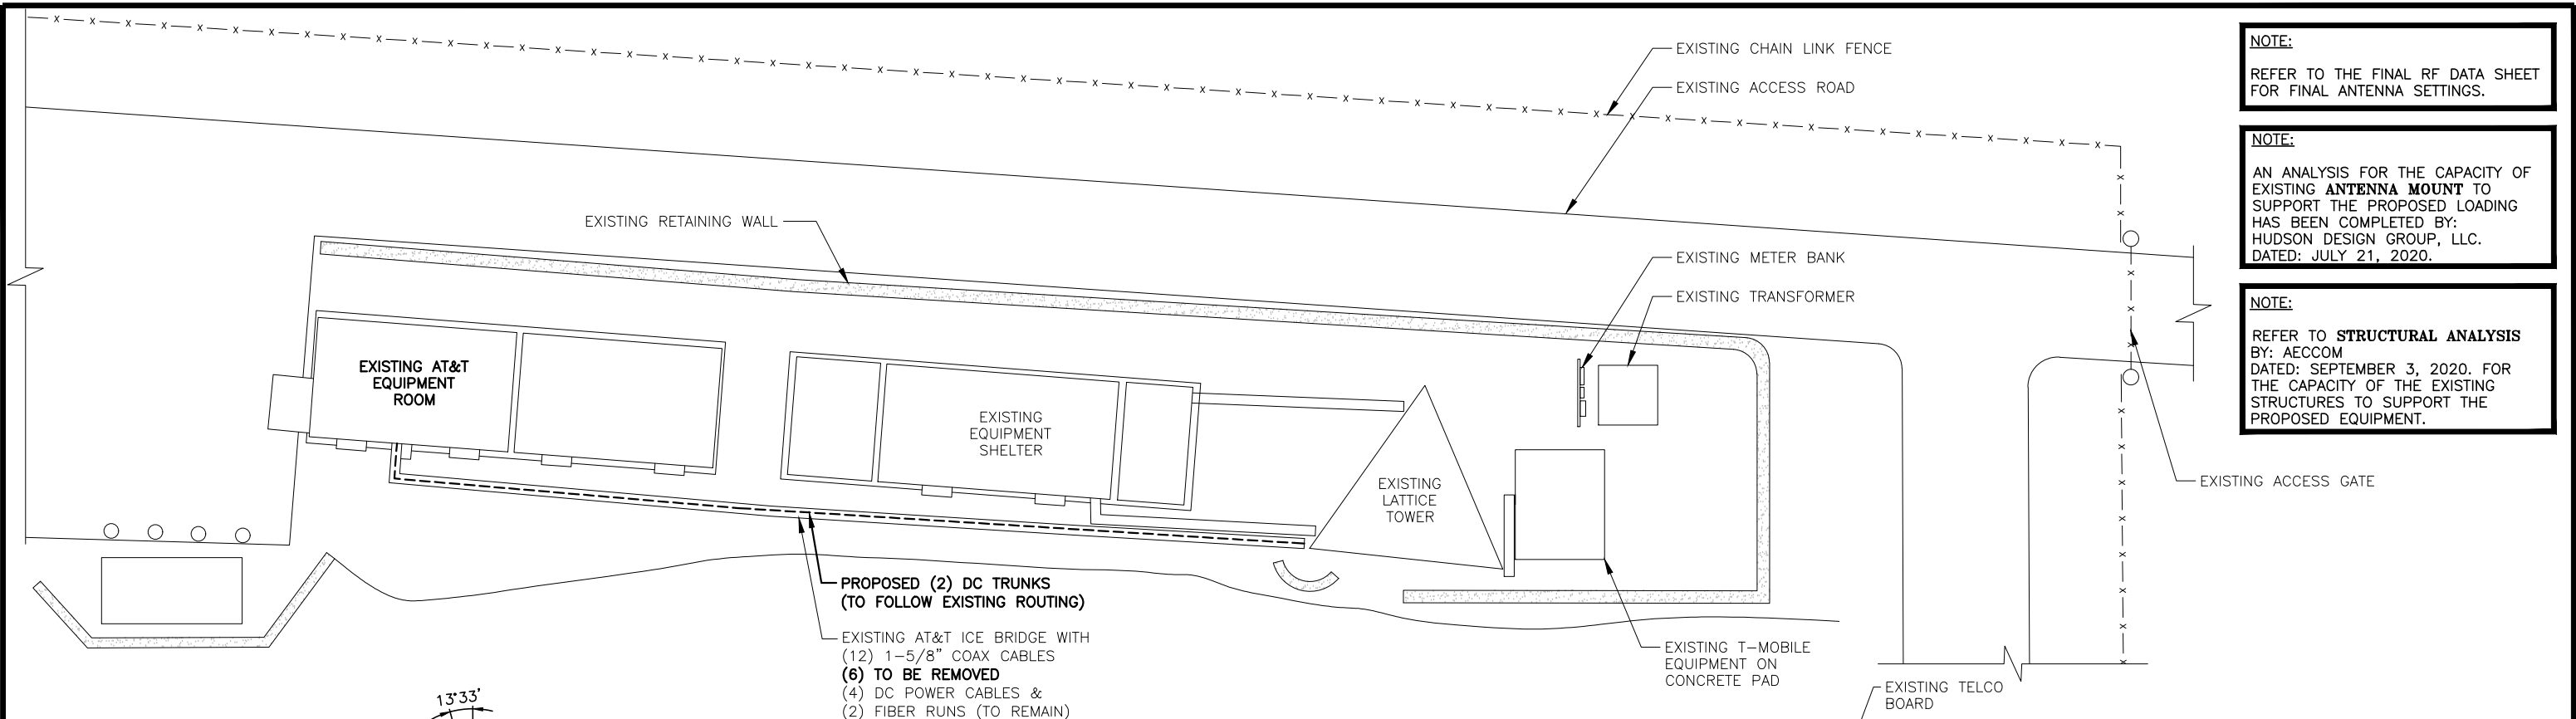 EXISTING CHAIN LINK FENCE
EXISTING ACCESS ROAD
EXISTING RETAINING WALL
EXISTING METER BANK
EXISTING TRANSFORMER
EXISTING AT&T
EQUIPMENT
ROOM
EXISTING
EQUIPMENT
SHELTER
EXISTING
LATTICE
TOWER
EXISTING ACCESS GATE
PROPOSED (2) DC TRUNKS
(TO FOLLOW EXISTING ROUTING)
EXISTING AT&T ICE BRIDGE WITH
(12) 1-5/8" COAX CABLES
(6) TO BE REMOVED
(4) DC POWER CABLES &
(2) FIBER RUNS (TO REMAIN)
EXISTING T-MOBILE
EQUIPMENT ON
CONCRETE PAD
EXISTING TELCO
BOARD
13°33'
NOTE:
REFER TO THE FINAL RF DATA SHEET
FOR FINAL ANTENNA SETTINGS.
NOTE:
AN ANALYSIS FOR THE CAPACITY OF
EXISTING ANTENNA MOUNT TO
SUPPORT THE PROPOSED LOADING
HAS BEEN COMPLETED BY:
HUDSON DESIGN GROUP, LLC.
DATED: JULY 21, 2020.
NOTE:
REFER TO STRUCTURAL ANALYSIS
BY: AECCOM
DATED: SEPTEMBER 3, 2020. FOR
THE CAPACITY OF THE EXISTING
STRUCTURES TO SUPPORT THE
PROPOSED EQUIPMENT.